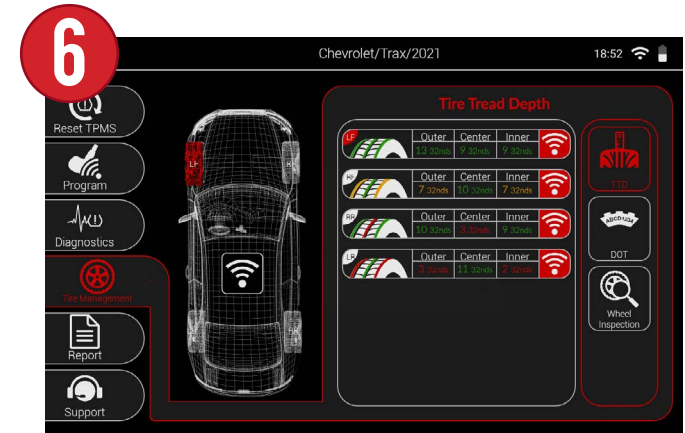 6
Chevrolet/Trax/2021
18:52
Reset TPMS
Program
Diagnostics
Tire Management
Report
Support
LF
Tire Tread Depth
LF
Outer Center Inner
13 32nds 9 32nds 9 32nds
RF
Outer Center Inner
7 32nds 10 32nds 7 32nds
RR
Outer Center Inner
10 32nds 3 32nds 9 32nds
LR
Outer Center Inner
3 32nds 11 32nds 2 32nds
TTD
ABCD1234
DOT
Wheel
Inspection